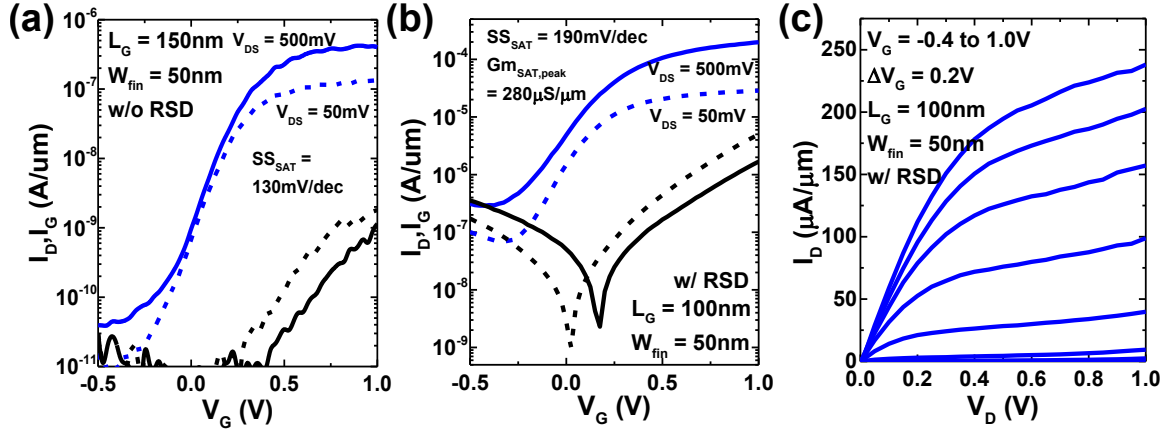 (a)
10⁻⁶
10⁻⁷
10⁻⁸
10⁻⁹
10⁻¹⁰
10⁻¹¹
I_D,I_G (A/um)
L_G = 150nm
W_fin = 50nm
w/o RSD
V_DS = 500mV
V_DS = 50mV
SS_SAT =
130mV/dec
-0.5 0.0 0.5 1.0
V_G (V)
(b)
10⁻⁴
10⁻⁵
10⁻⁶
10⁻⁷
10⁻⁸
10⁻⁹
I_D,I_G (A/um)
SS_SAT = 190mV/dec
Gm_SAT,peak
= 280µS/µm
V_DS = 500mV
V_DS = 50mV
w/ RSD
L_G = 100nm
W_fin = 50nm
-0.5 0.0 0.5 1.0
V_G (V)
(c)
250
200
150
100
50
0
I_D (µA/µm)
V_G = -0.4 to 1.0V
ΔV_G = 0.2V
L_G = 100nm
W_fin = 50nm
w/ RSD
0.0 0.2 0.4 0.6 0.8 1.0
V_D (V)